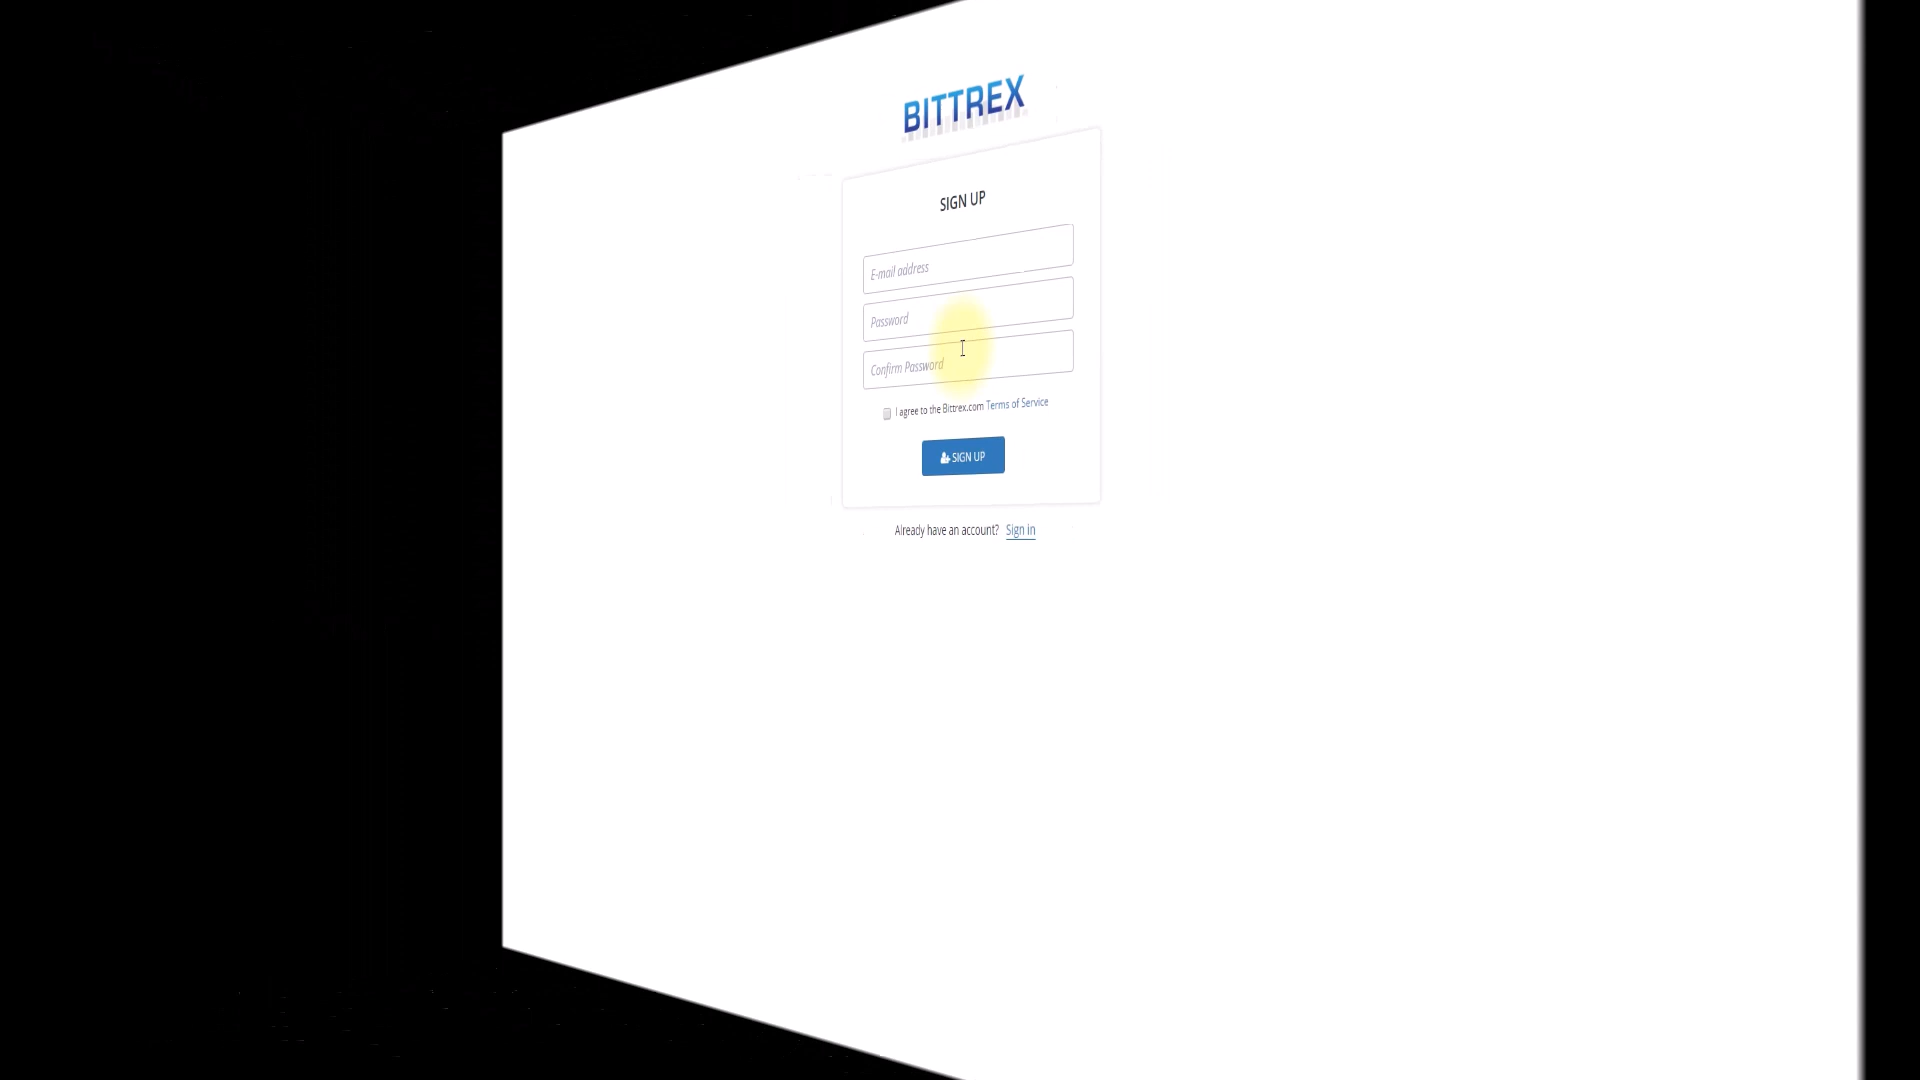 BITTREX
SIGN UP
E-mail address
Password
Confirm Password
I agree to the Bittrex.com Terms of Service
SIGN UP
Already have an account? Sign in